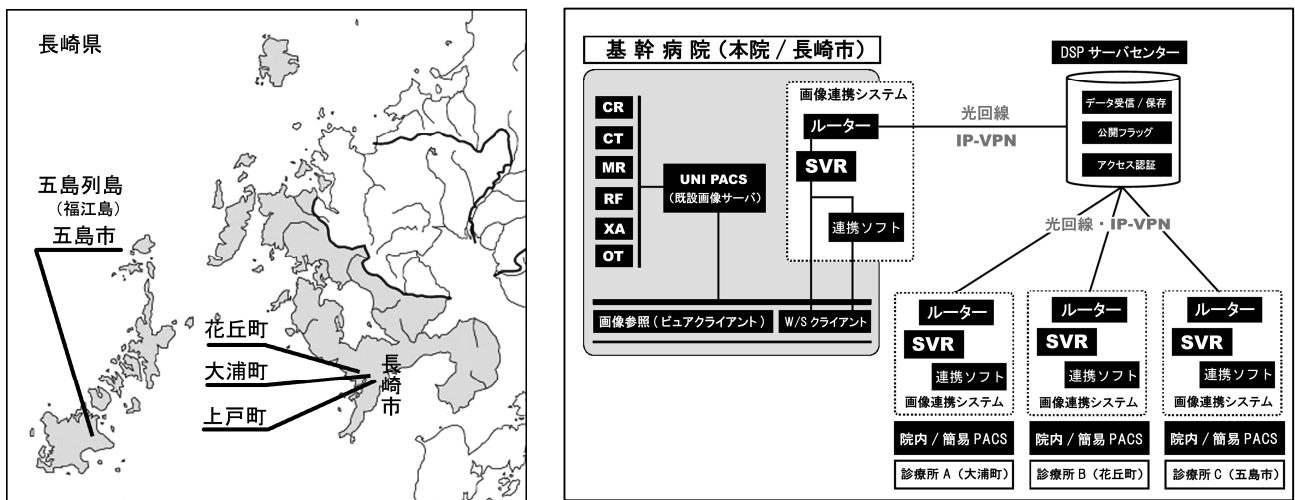 長崎県
五島列島
(福江島)
五島市
花丘町
大浦町
上戸町
長崎市
基幹病院(本院/長崎市)
CR
CT
MR
RF
XA
OT
UNI PACS
(既設画像サーバ)
画像連携システム
ルーター
SVR
連携ソフト
画像参照(ピュアクライアント)
W/S クライアント
光回線
IP-VPN
DSP サーバセンター
データ受信/保存
公開フラッグ
アクセス認証
光回線・IP-VPN
ルーター
SVR
連携ソフト
画像連携システム
院内/簡易 PACS
診療所 A(大浦町)
ルーター
SVR
連携ソフト
画像連携システム
院内/簡易 PACS
診療所 B(花丘町)
ルーター
SVR
連携ソフト
画像連携システム
院内/簡易 PACS
診療所 C(五島市)